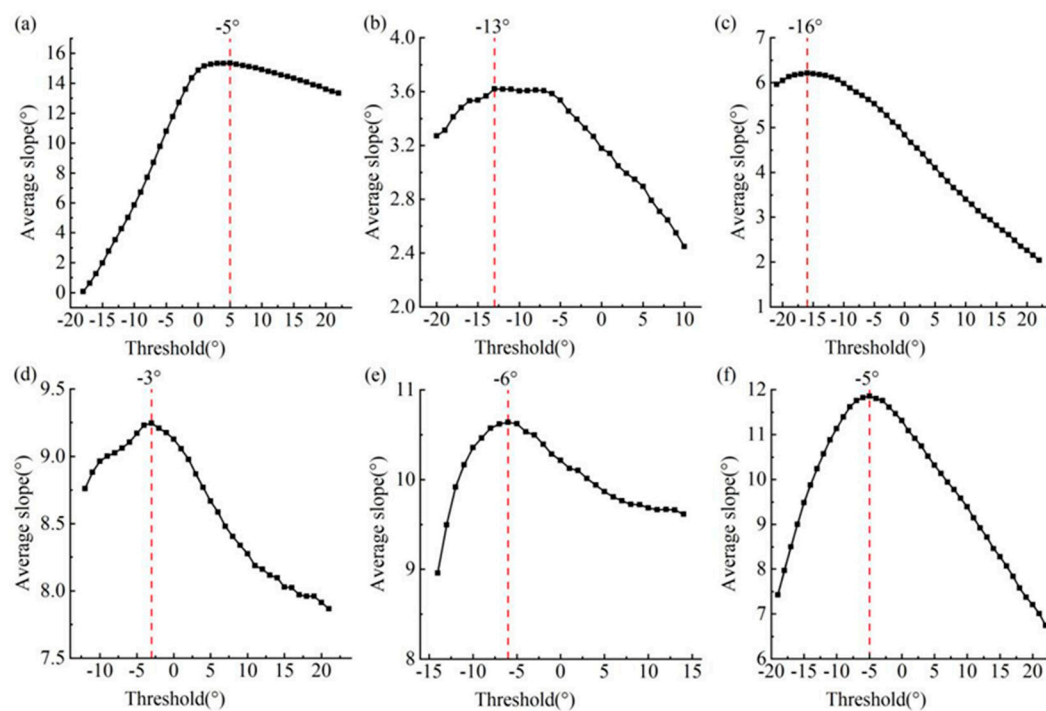 (a) -5°
16
14
12
10
8
6
4
2
0
Average slope(°)
-20 -15 -10 -5 0 5 10 15 20
Threshold(°)
(b) -13°
4.0
3.6
3.2
2.8
2.4
2.0
Average slope(°)
-20 -15 -10 -5 0 5 10
Threshold(°)
(c) -16°
7
6
5
4
3
2
1
Average slope(°)
-20 -15 -10 -5 0 5 10 15 20
Threshold(°)
(d) -3°
9.5
9.0
8.5
8.0
7.5
Average slope(°)
-10 -5 0 5 10 15 20
Threshold(°)
(e) -6°
11
10
9
8
Average slope(°)
-15 -10 -5 0 5 10 15
Threshold(°)
(f) -5°
12
11
10
9
8
7
6
Average slope(°)
-20 -15 -10 -5 0 5 10 15 20
Threshold(°)